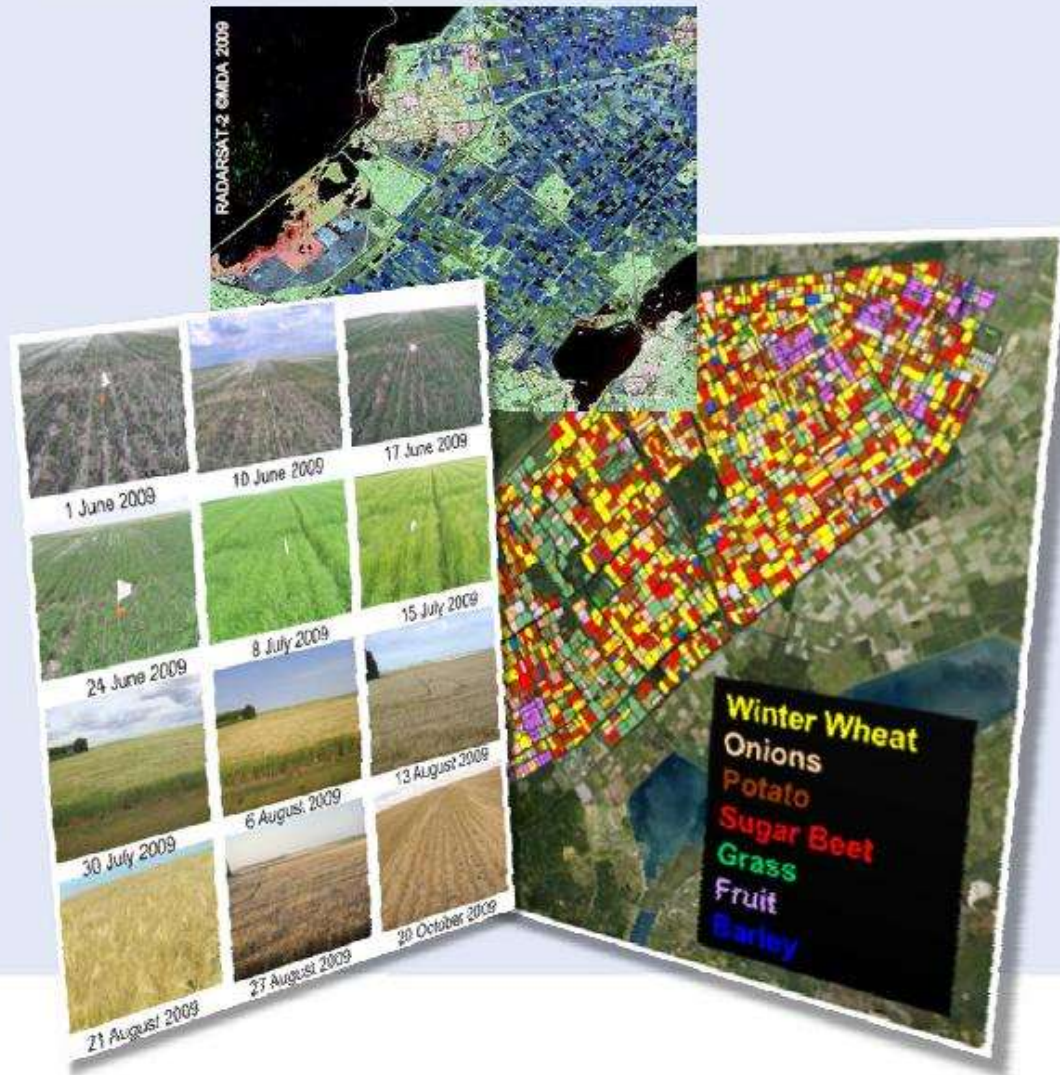 RADARSAT-2 ©MDA 2009
1 June 2009
10 June 2009
17 June 2009
24 June 2009
8 July 2009
15 July 2009
30 July 2009
6 August 2009
13 August 2009
21 August 2009
27 August 2009
20 October 2009
Winter Wheat
Onions
Potato
Sugar Beet
Grass
Fruit
Barley